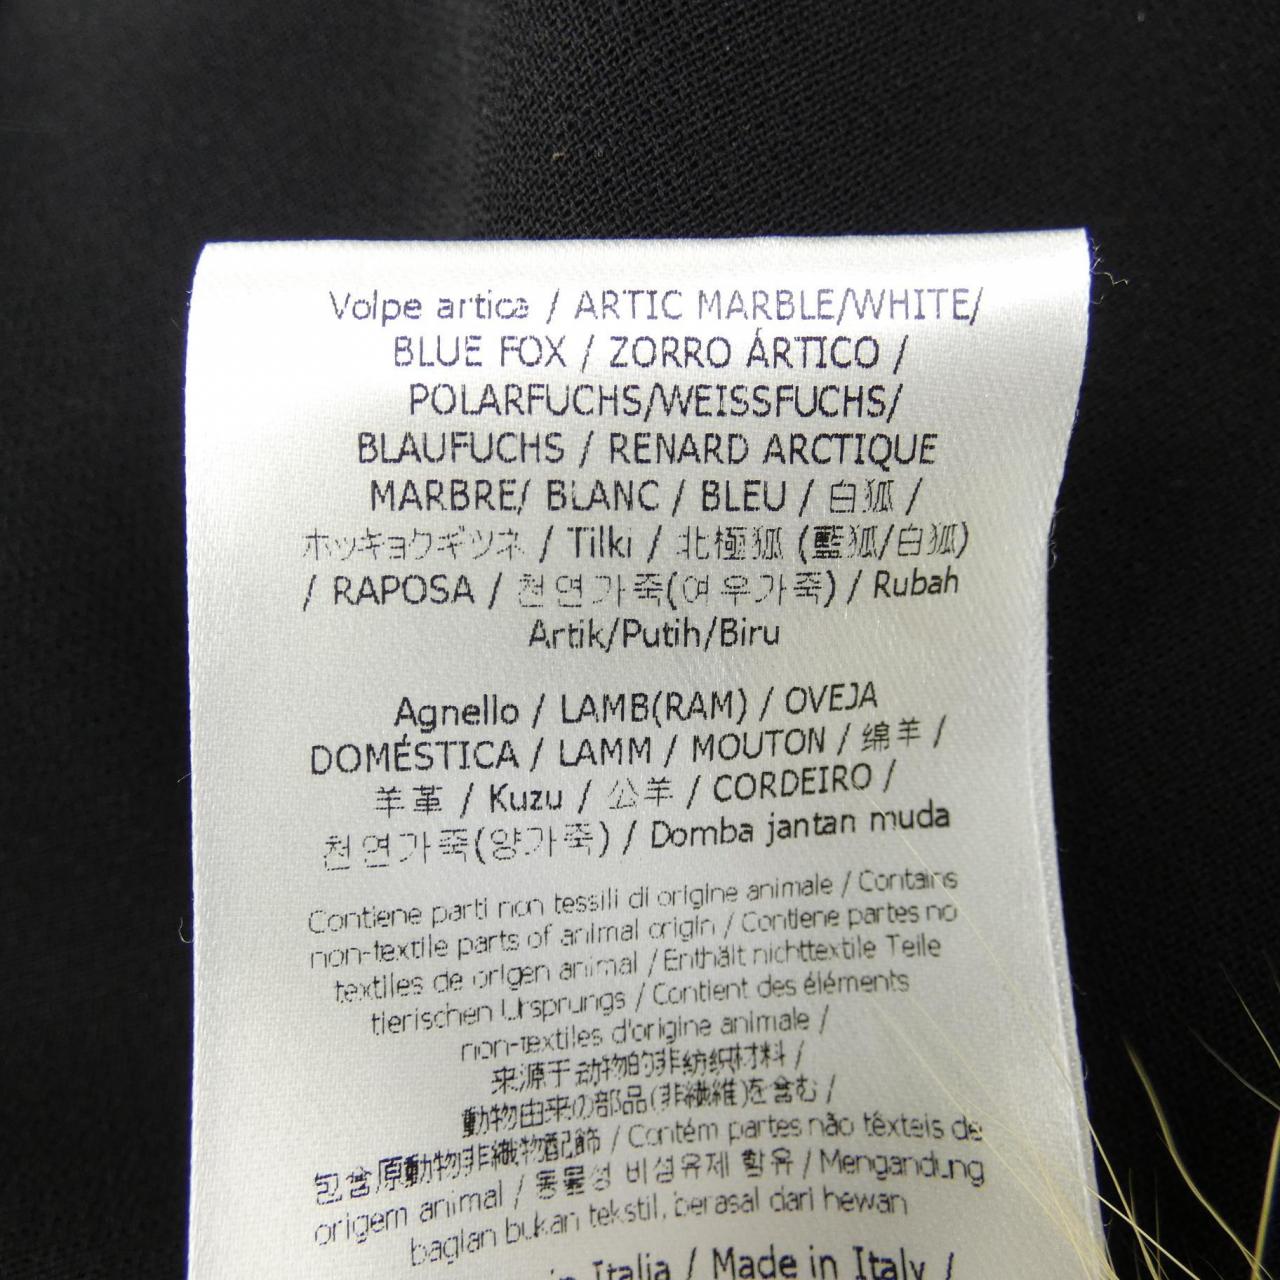 Volpe artica / ARTIC MARBLE/WHITE/
BLUE FOX / ZORRO ÁRTICO /
POLARFUCHS/WEISSFUCHS/
BLAUFUCHS / RENARD ARCTIQUE
MARBRE/ BLANC / BLEU / 白狐 /
ホッキョクギツネ / Tilki / 北極狐 (藍狐/白狐)
/ RAPOSA / 천연가죽(여우가죽) / Rubah
Artik/Putih/Biru
Agnello / LAMB(RAM) / OVEJA
DOMÉSTICA / LAMM / MOUTON / 绵羊 /
羊革 / Kuzu / 公羊 / CORDEIRO /
천연가죽(양가죽) / Domba jantan muda
Contiene parti non tessili di origine animale / Contains
non-textile parts of animal origin / Contiene partes no
textiles de origen animal / Enthält nichttextile Teile
tierischen Ursprungs / Contient des éléments
non-textiles d'origine animale /
来源于动物的非纺织材料 /
動物由来の部品(非繊維)を含む /
包含原動物非織物配飾 / Contém partes não têxteis de
origem animal / 동물성 비섬유제 함유 / Mengandung
bagian bukan tekstil, berasal dari hewan
in Italia / Made in Italy /